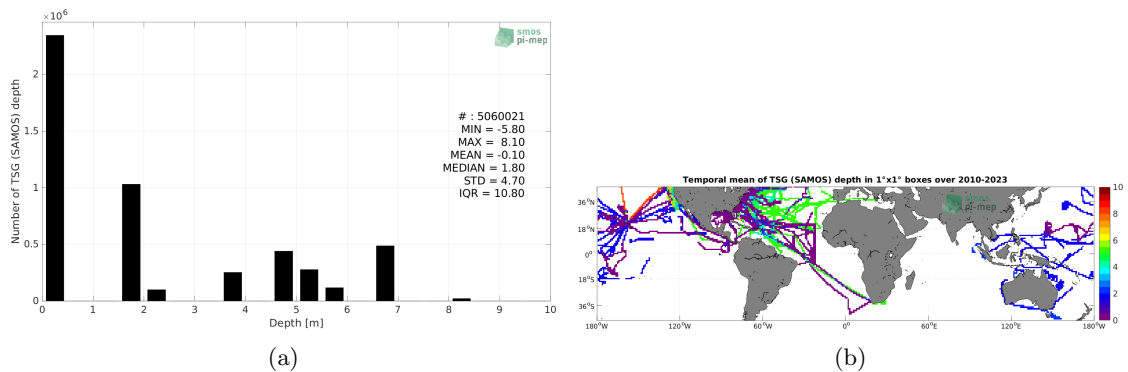 ×10⁶
smos
pi-mep
2
1.5
1
0.5
0
Number of TSG (SAMOS) depth
# : 5060021
MIN = -5.80
MAX = 8.10
MEAN = -0.10
MEDIAN = 1.80
STD = 4.70
IQR = 10.80
0 1 2 3 4 5 6 7 8 9 10
Depth [m]
(a)
Temporal mean of TSG (SAMOS) depth in 1°x1° boxes over 2010-2023
smos
pi-mep
36°N
18°N
0°
18°S
36°S
180°W 120°W 60°W 0° 60°E 120°E 180°E
10
8
6
4
2
0
(b)